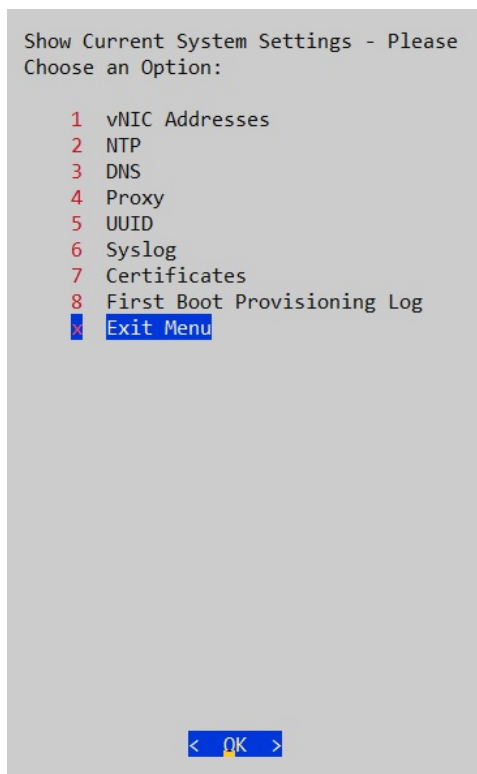 Show Current System Settings - Please
Choose an Option:
1 vNIC Addresses
2 NTP
3 DNS
4 Proxy
5 UUID
6 Syslog
7 Certificates
8 First Boot Provisioning Log
x Exit Menu
< OK >